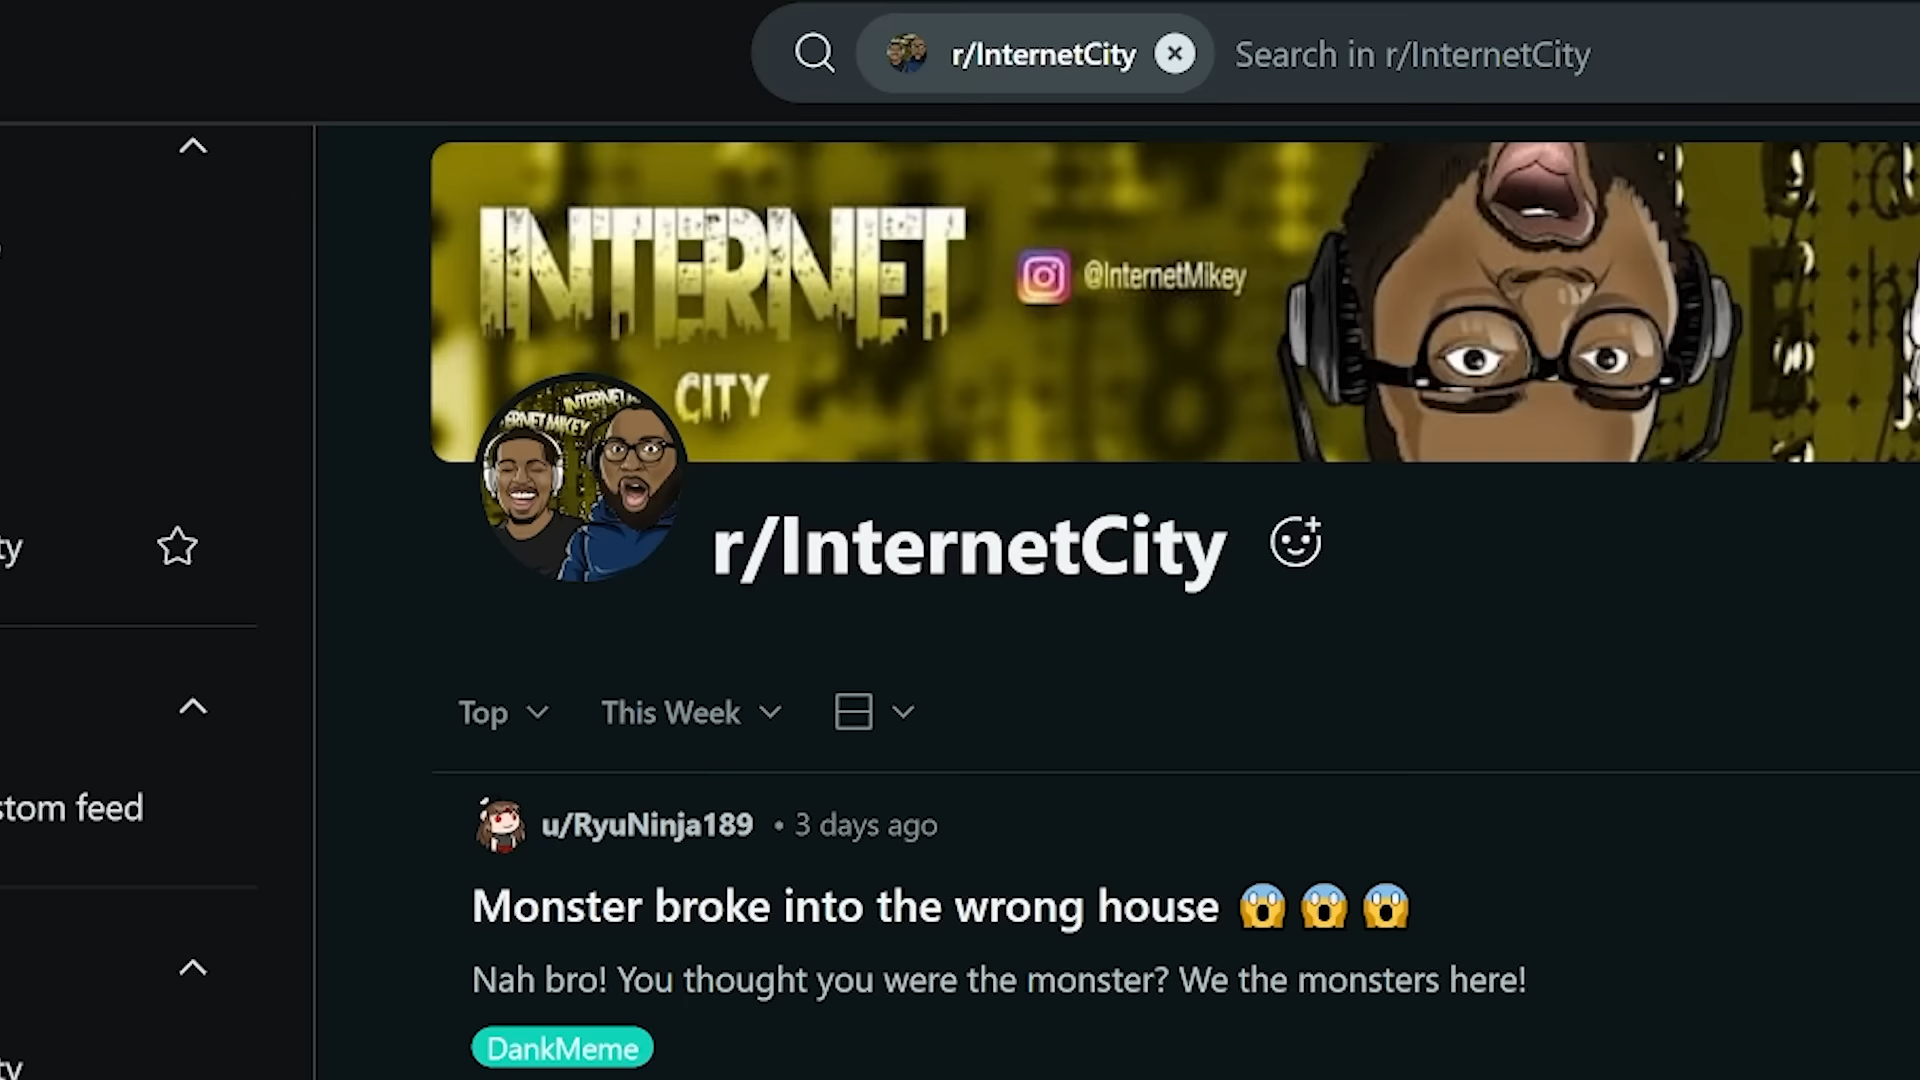 r/InternetCity Search in r/InternetCity
INTERNET
@InternetMikey
CITY
r/InternetCity
ty
Top This Week
stom feed
u/RyuNinja189 • 3 days ago
Monster broke into the wrong house 😱 😱 😱
Nah bro! You thought you were the monster? We the monsters here!
DankMeme